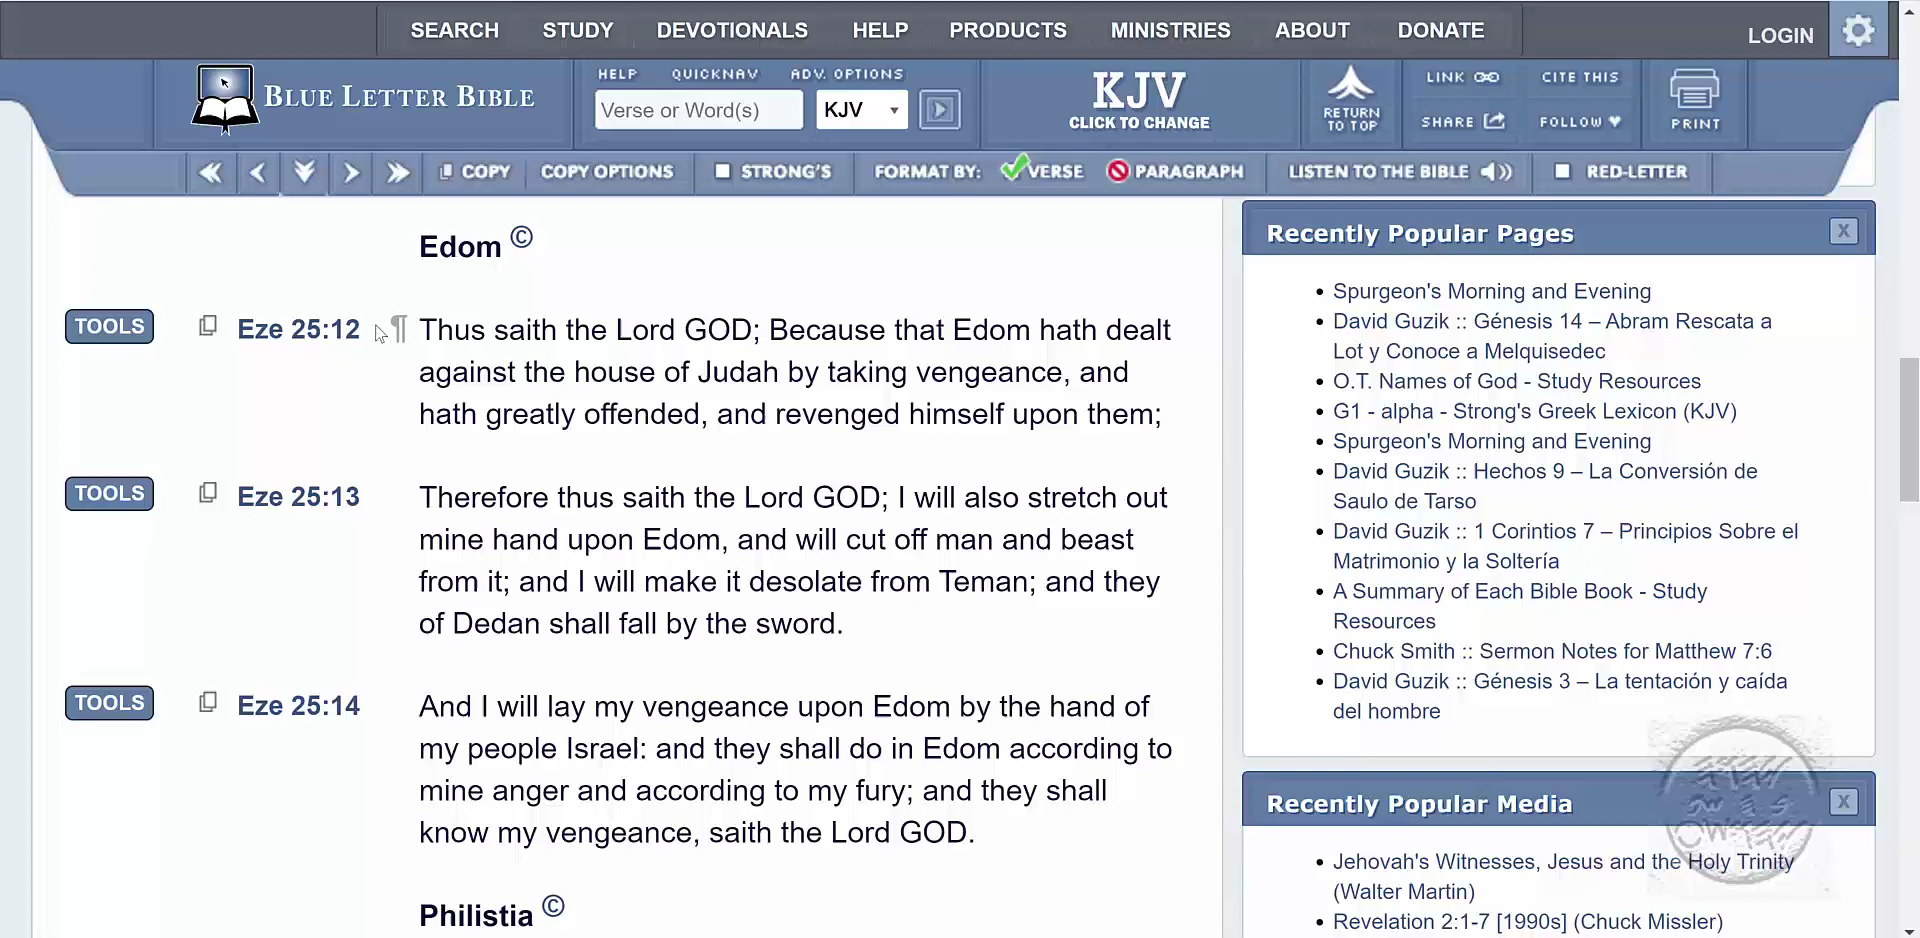 SEARCH STUDY DEVOTIONALS HELP PRODUCTS MINISTRIES ABOUT DONATE LOGIN
BLUE LETTER BIBLE
HELP QUICKNAV ADV. OPTIONS
Verse or Word(s) KJV
KJV
CLICK TO CHANGE
RETURN
TO TOP
LINK CITE THIS
SHARE FOLLOW
PRINT
COPY COPY OPTIONS STRONG'S FORMAT BY: VERSE PARAGRAPH LISTEN TO THE BIBLE RED-LETTER
Edom ©
TOOLS Eze 25:12 ¶ Thus saith the Lord GOD; Because that Edom hath dealt
against the house of Judah by taking vengeance, and
hath greatly offended, and revenged himself upon them;
TOOLS Eze 25:13 Therefore thus saith the Lord GOD; I will also stretch out
mine hand upon Edom, and will cut off man and beast
from it; and I will make it desolate from Teman; and they
of Dedan shall fall by the sword.
TOOLS Eze 25:14 And I will lay my vengeance upon Edom by the hand of
my people Israel: and they shall do in Edom according to
mine anger and according to my fury; and they shall
know my vengeance, saith the Lord GOD.
Philistia ©
Recently Popular Pages X
• Spurgeon's Morning and Evening
• David Guzik :: Génesis 14 – Abram Rescata a
Lot y Conoce a Melquisedec
• O.T. Names of God - Study Resources
• G1 - alpha - Strong's Greek Lexicon (KJV)
• Spurgeon's Morning and Evening
• David Guzik :: Hechos 9 – La Conversión de
Saulo de Tarso
• David Guzik :: 1 Corintios 7 – Principios Sobre el
Matrimonio y la Soltería
• A Summary of Each Bible Book - Study
Resources
• Chuck Smith :: Sermon Notes for Matthew 7:6
• David Guzik :: Génesis 3 – La tentación y caída
del hombre
Recently Popular Media X
• Jehovah's Witnesses, Jesus and the Holy Trinity
(Walter Martin)
• Revelation 2:1-7 [1990s] (Chuck Missler)